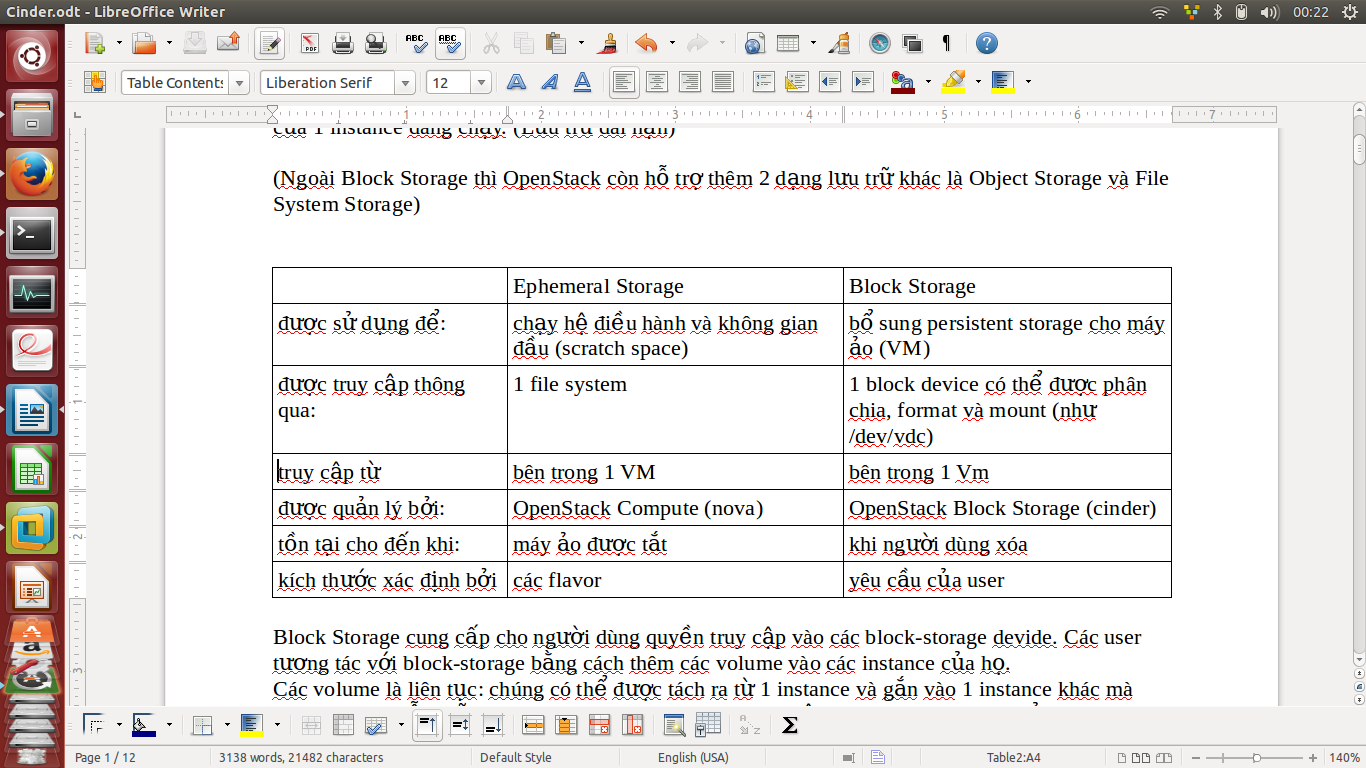 Cinder.odt - LibreOffice Writer
00:22
Table Contents
Liberation Serif
12
1 2 3 4 5 6 7
của 1 instance đang chạy. (Lưu trữ dài hạn)
(Ngoài Block Storage thì OpenStack còn hỗ trợ thêm 2 dạng lưu trữ khác là Object Storage và File
System Storage)
Ephemeral Storage
Block Storage
được sử dụng để:
chạy hệ điều hành và không gian
đầu (scratch space)
bổ sung persistent storage cho máy
ảo (VM)
được truy cập thông
qua:
1 file system
1 block device có thể được phân
chia, format và mount (như
/dev/vdc)
truy cập từ
bên trong 1 VM
bên trong 1 Vm
được quản lý bởi:
OpenStack Compute (nova)
OpenStack Block Storage (cinder)
tồn tại cho đến khi:
máy ảo được tắt
khi người dùng xóa
kích thước xác định bởi
các flavor
yêu cầu của user
Block Storage cung cấp cho người dùng quyền truy cập vào các block-storage devide. Các user
tương tác với block-storage bằng cách thêm các volume vào các instance của họ.
Các volume là liên tục: chúng có thể được tách ra từ 1 instance và gắn vào 1 instance khác mà
Page 1 / 12
3138 words, 21482 characters
Default Style
English (USA)
Table2:A4
140%